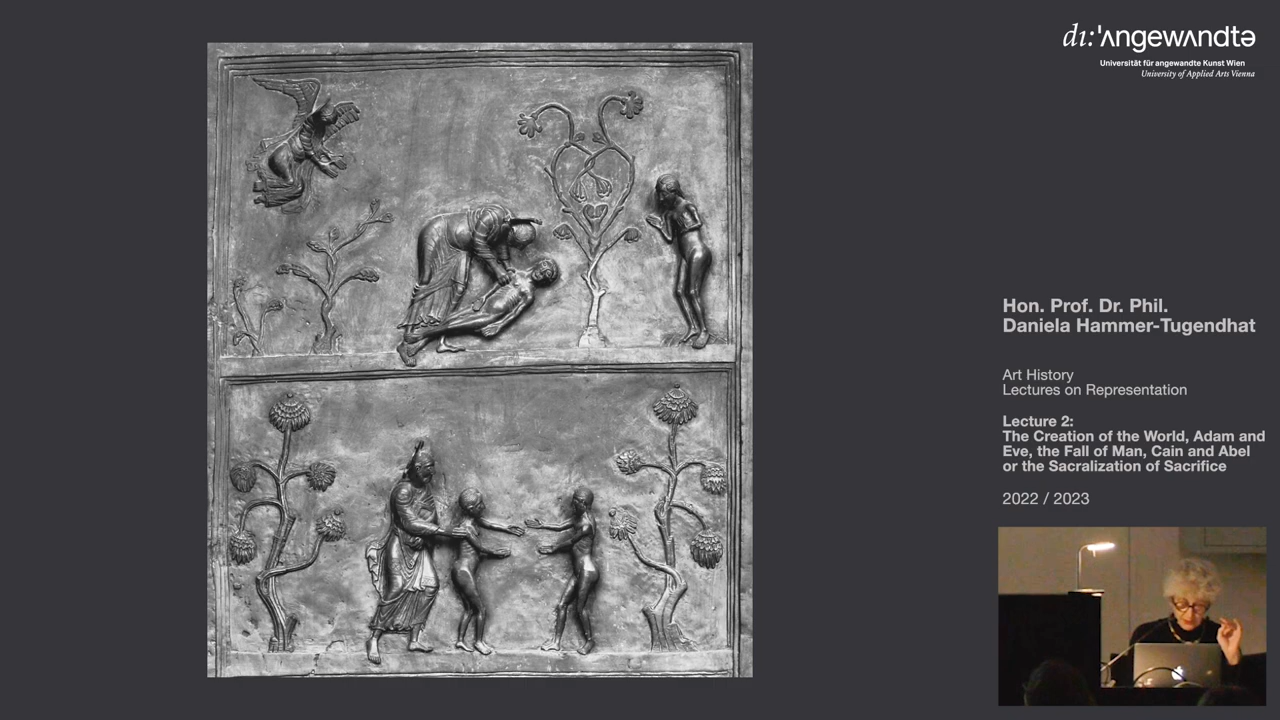 dı:'ʌngewʌndtə
Universität für angewandte Kunst Wien
University of Applied Arts Vienna
Hon. Prof. Dr. Phil.
Daniela Hammer-Tugendhat
Art History
Lectures on Representation
Lecture 2:
The Creation of the World, Adam and
Eve, the Fall of Man, Cain and Abel
or the Sacralization of Sacrifice
2022 / 2023